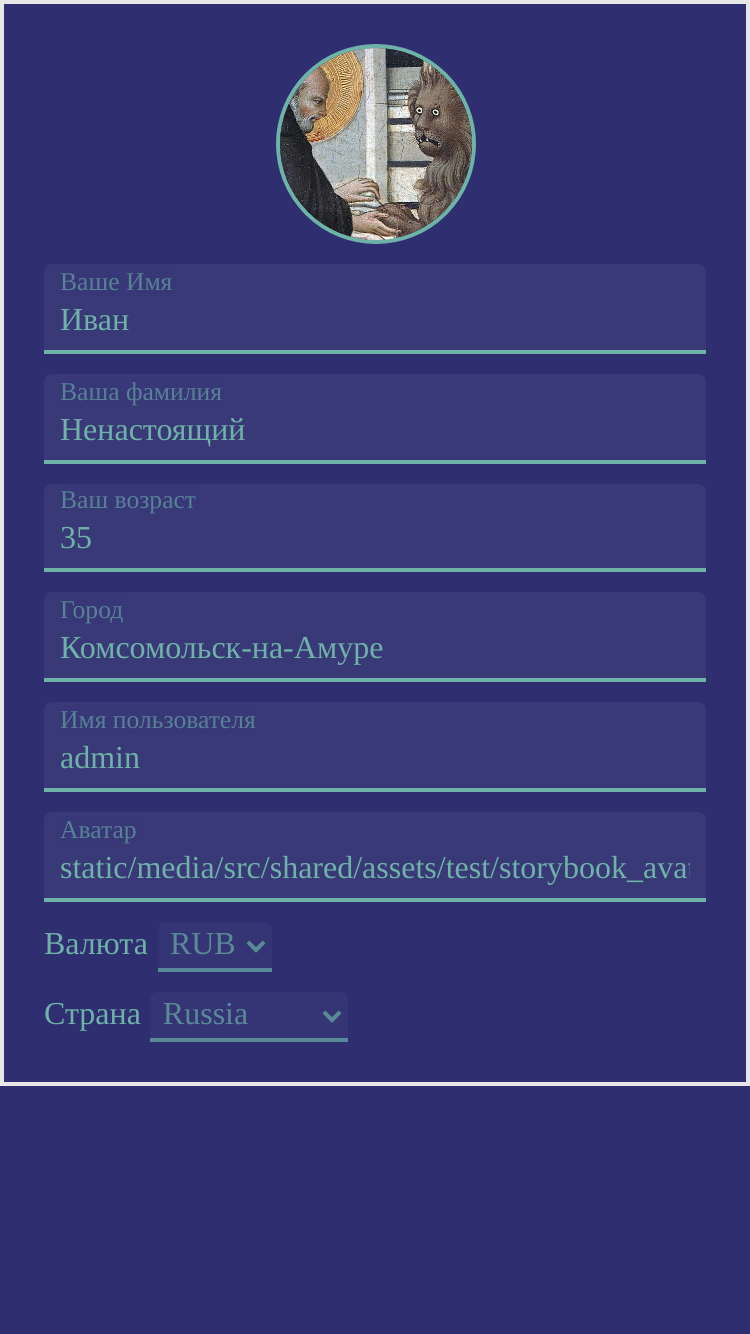 Ваше Имя
Иван
Ваша фамилия
Ненастоящий
Ваш возраст
35
Город
Комсомольск-на-Амуре
Имя пользователя
admin
Аватар
static/media/src/shared/assets/test/storybook_ava
Валюта RUB
Страна Russia